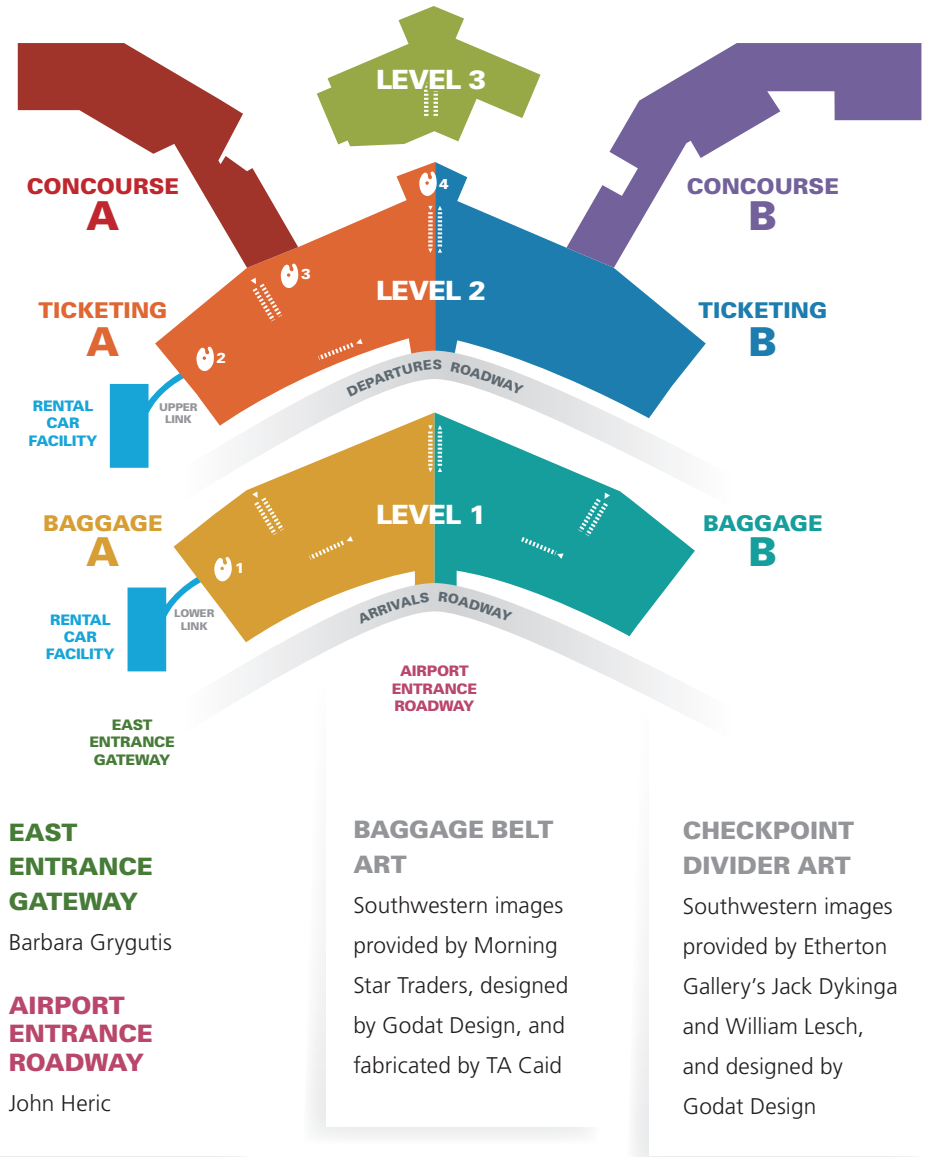 LEVEL 3
CONCOURSE
A
CONCOURSE
B
4
3
LEVEL 2
TICKETING
A
TICKETING
B
2
DEPARTURES ROADWAY
RENTAL
CAR
FACILITY
UPPER
LINK
LEVEL 1
BAGGAGE
A
BAGGAGE
B
1
ARRIVALS ROADWAY
RENTAL
CAR
FACILITY
LOWER
LINK
AIRPORT
ENTRANCE
ROADWAY
EAST
ENTRANCE
GATEWAY
EAST
ENTRANCE
GATEWAY
Barbara Grygutis
AIRPORT
ENTRANCE
ROADWAY
John Heric
BAGGAGE BELT
ART
Southwestern images
provided by Morning
Star Traders, designed
by Godat Design, and
fabricated by TA Caid
CHECKPOINT
DIVIDER ART
Southwestern images
provided by Etherton
Gallery's Jack Dykinga
and William Lesch,
and designed by
Godat Design